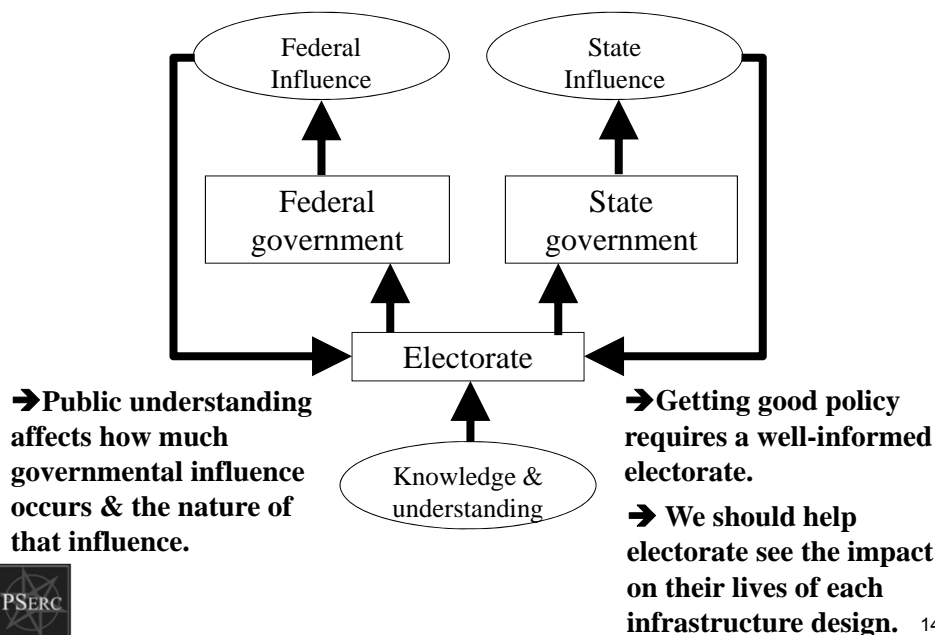 Federal
Influence
State
Influence
Federal
government
State
government
Electorate
Knowledge &
understanding
➔Public understanding
affects how much
governmental influence
occurs & the nature of
that influence.
➔Getting good policy
requires a well-informed
electorate.
➔ We should help
electorate see the impact
on their lives of each
infrastructure design.
14
PSERC